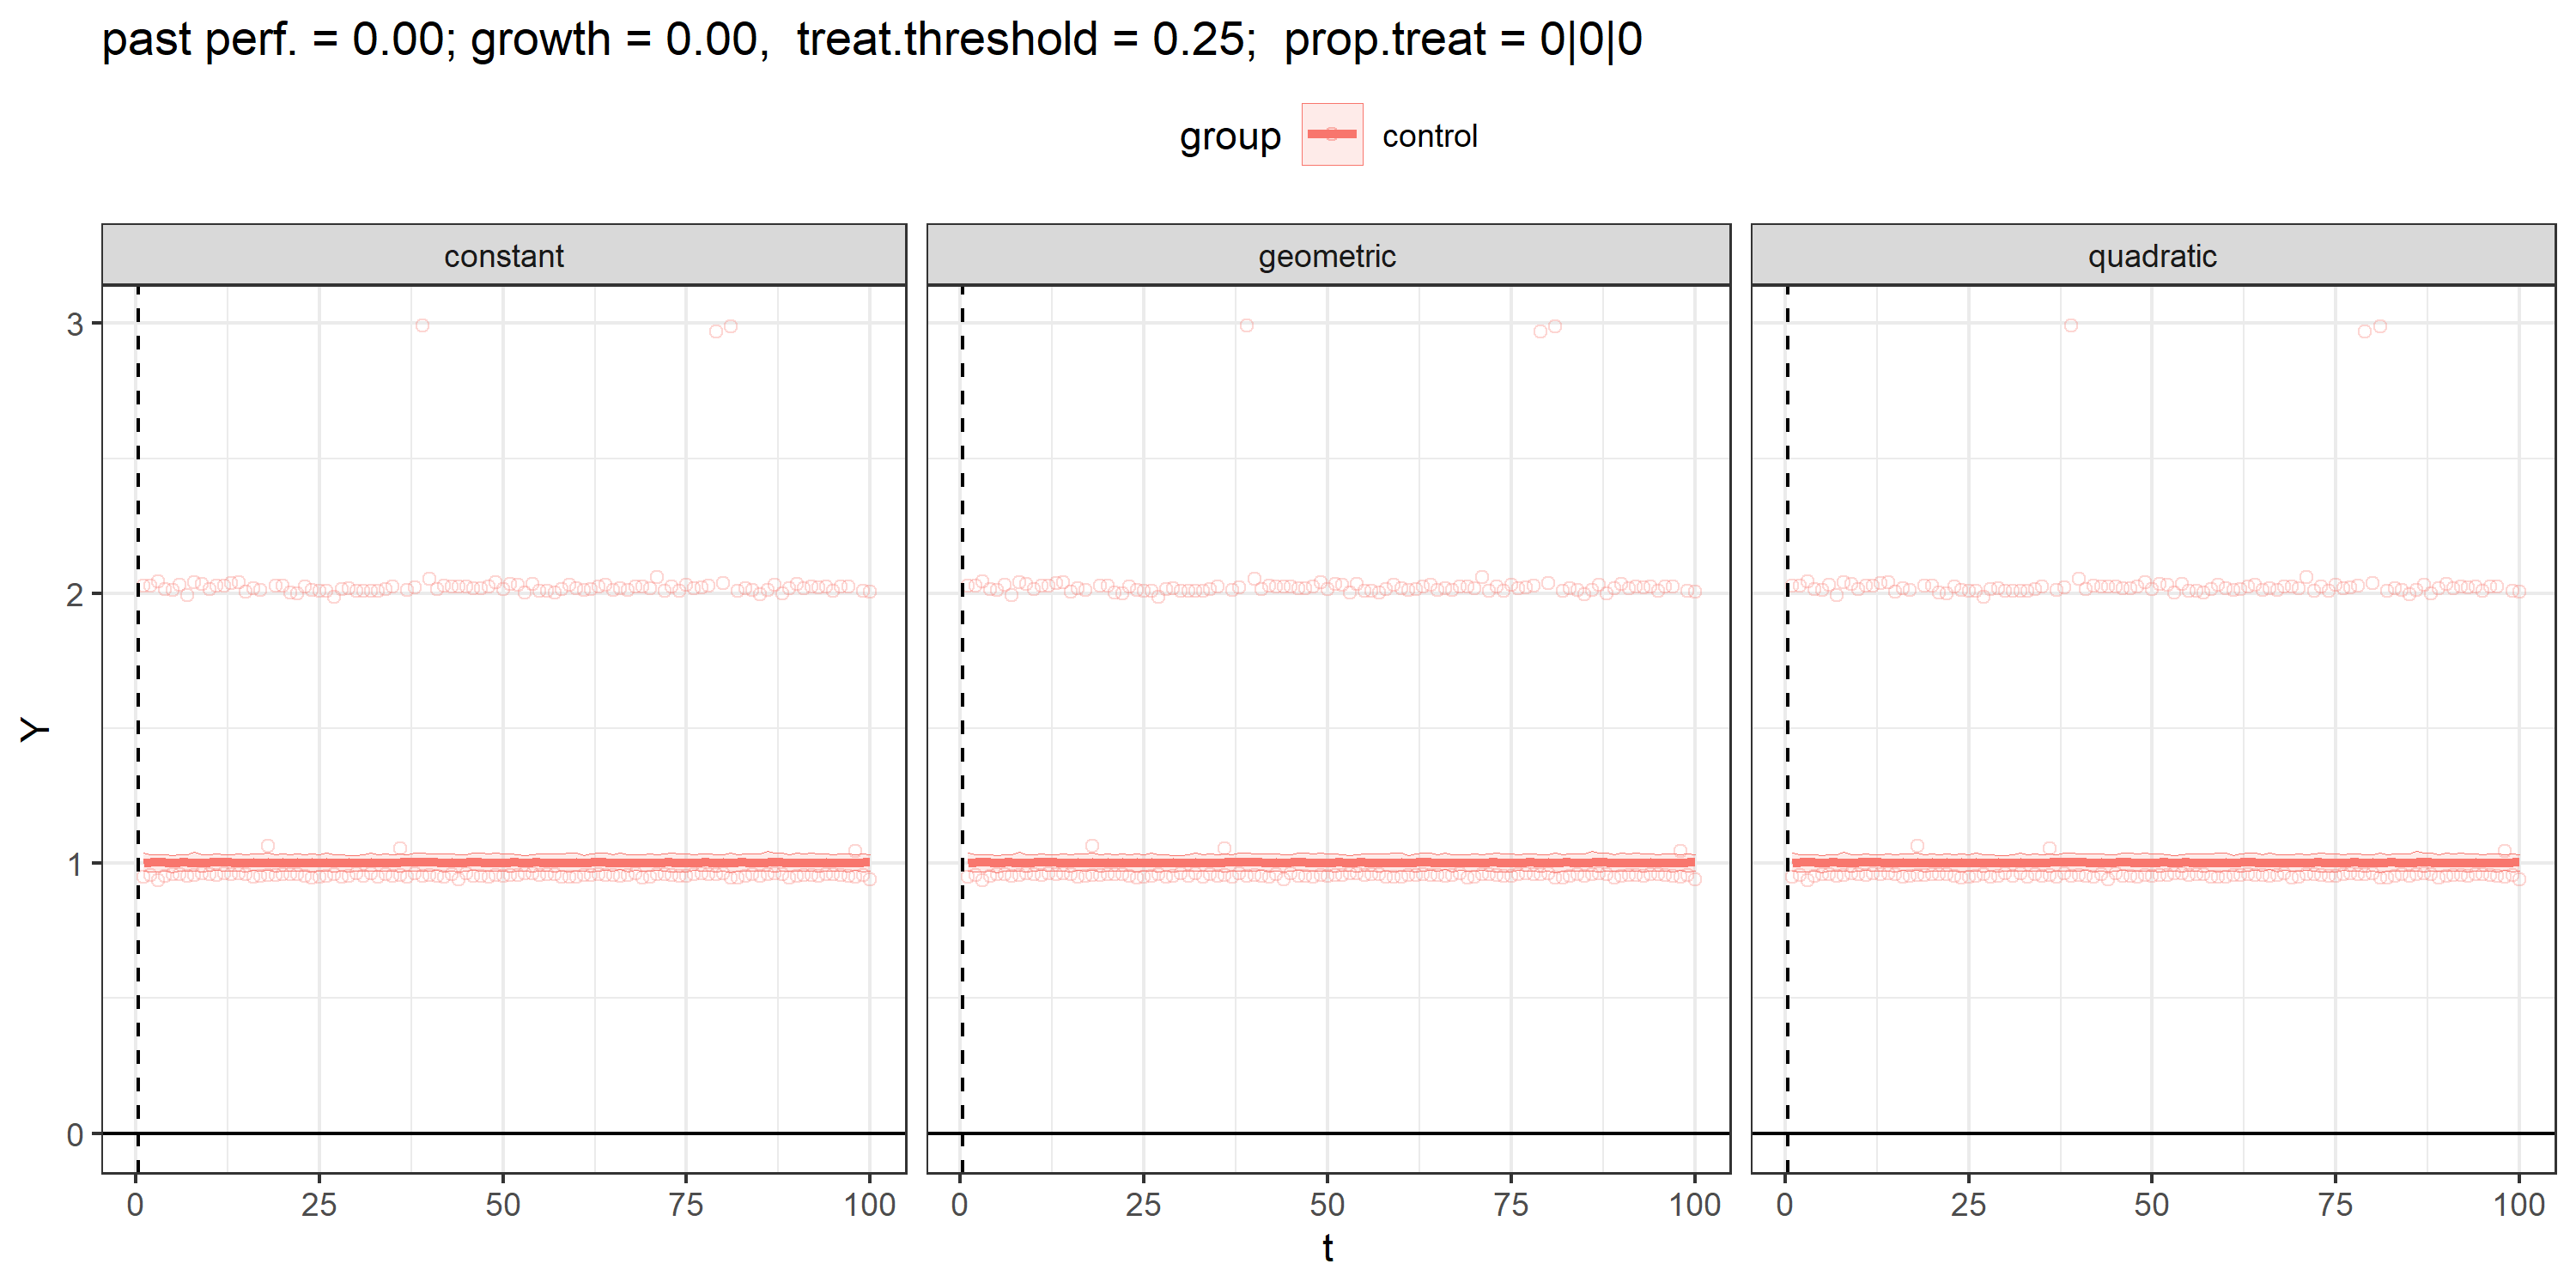 past perf. = 0.00; growth = 0.00,  treat.threshold = 0.25;  prop.treat = 0|0|0
group control
constant geometric quadratic
3
2
1
0
Y
0 25 50 75 100 0 25 50 75 100 0 25 50 75 100
t